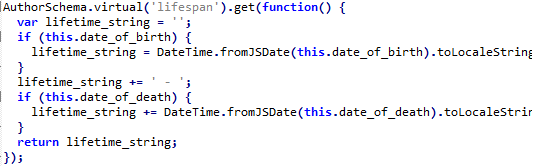 AuthorSchema.virtual('lifespan').get(function() {
  var lifetime_string = '';
  if (this.date_of_birth) {
    lifetime_string = DateTime.fromJSDate(this.date_of_birth).toLocaleString
  }
  lifetime_string += ' - ';
  if (this.date_of_death) {
    lifetime_string += DateTime.fromJSDate(this.date_of_death).toLocaleStrin
  }
  return lifetime_string;
});